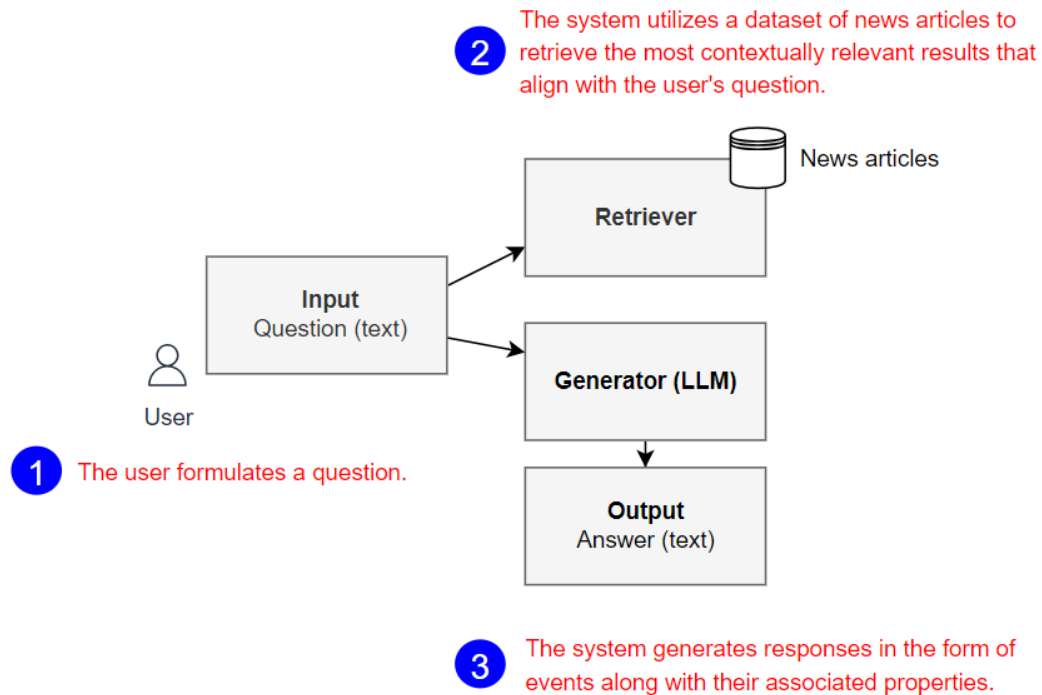 2
The system utilizes a dataset of news articles to
retrieve the most contextually relevant results that
align with the user's question.
News articles
Retriever
Input
Question (text)
Generator (LLM)
User
1
The user formulates a question.
Output
Answer (text)
3
The system generates responses in the form of
events along with their associated properties.